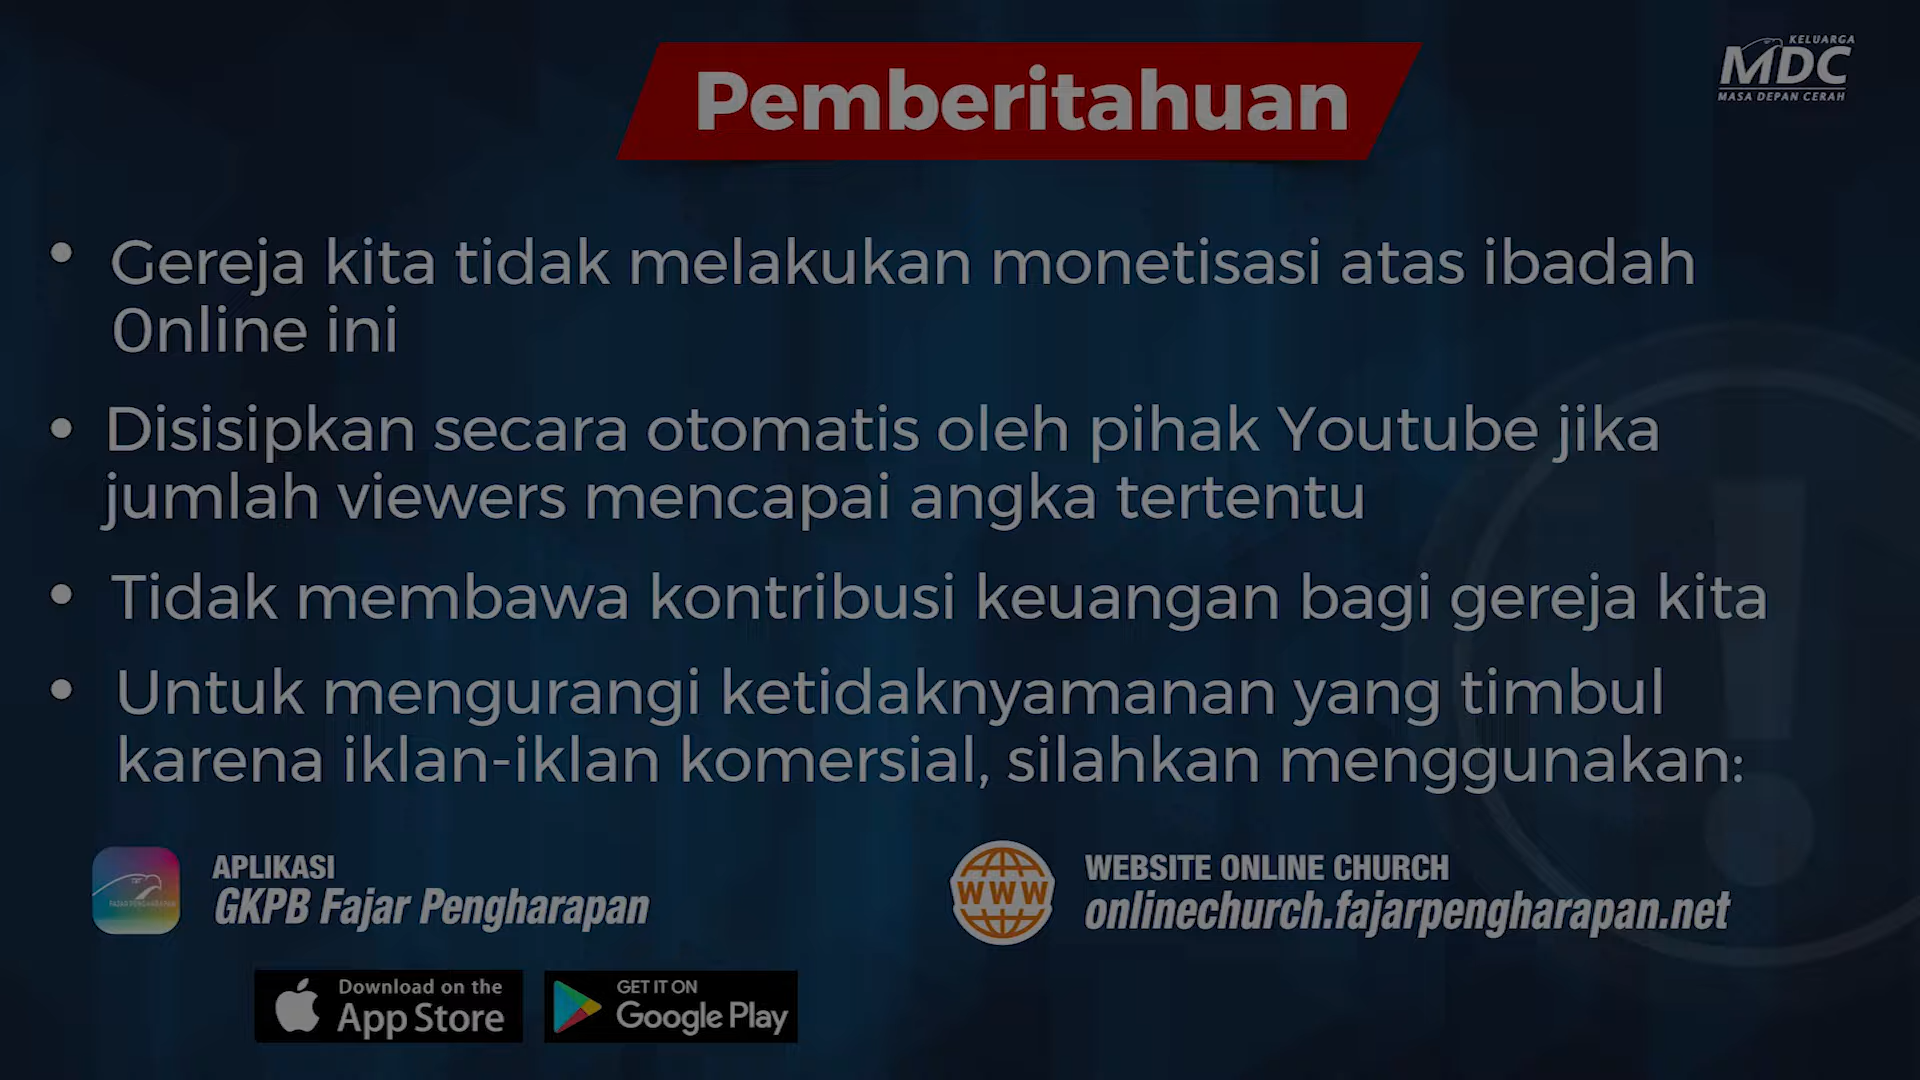 Pemberitahuan
KELUARGA
MDC
MASA DEPAN CERAH
• Gereja kita tidak melakukan monetisasi atas ibadah
0nline ini
• Disisipkan secara otomatis oleh pihak Youtube jika
jumlah viewers mencapai angka tertentu
• Tidak membawa kontribusi keuangan bagi gereja kita
• Untuk mengurangi ketidaknyamanan yang timbul
karena iklan-iklan komersial, silahkan menggunakan:
FAJAR PENGHARAPAN
APLIKASI
GKPB Fajar Pengharapan
WWW
WEBSITE ONLINE CHURCH
onlinechurch.fajarpengharapan.net
Download on the
App Store
GET IT ON
Google Play